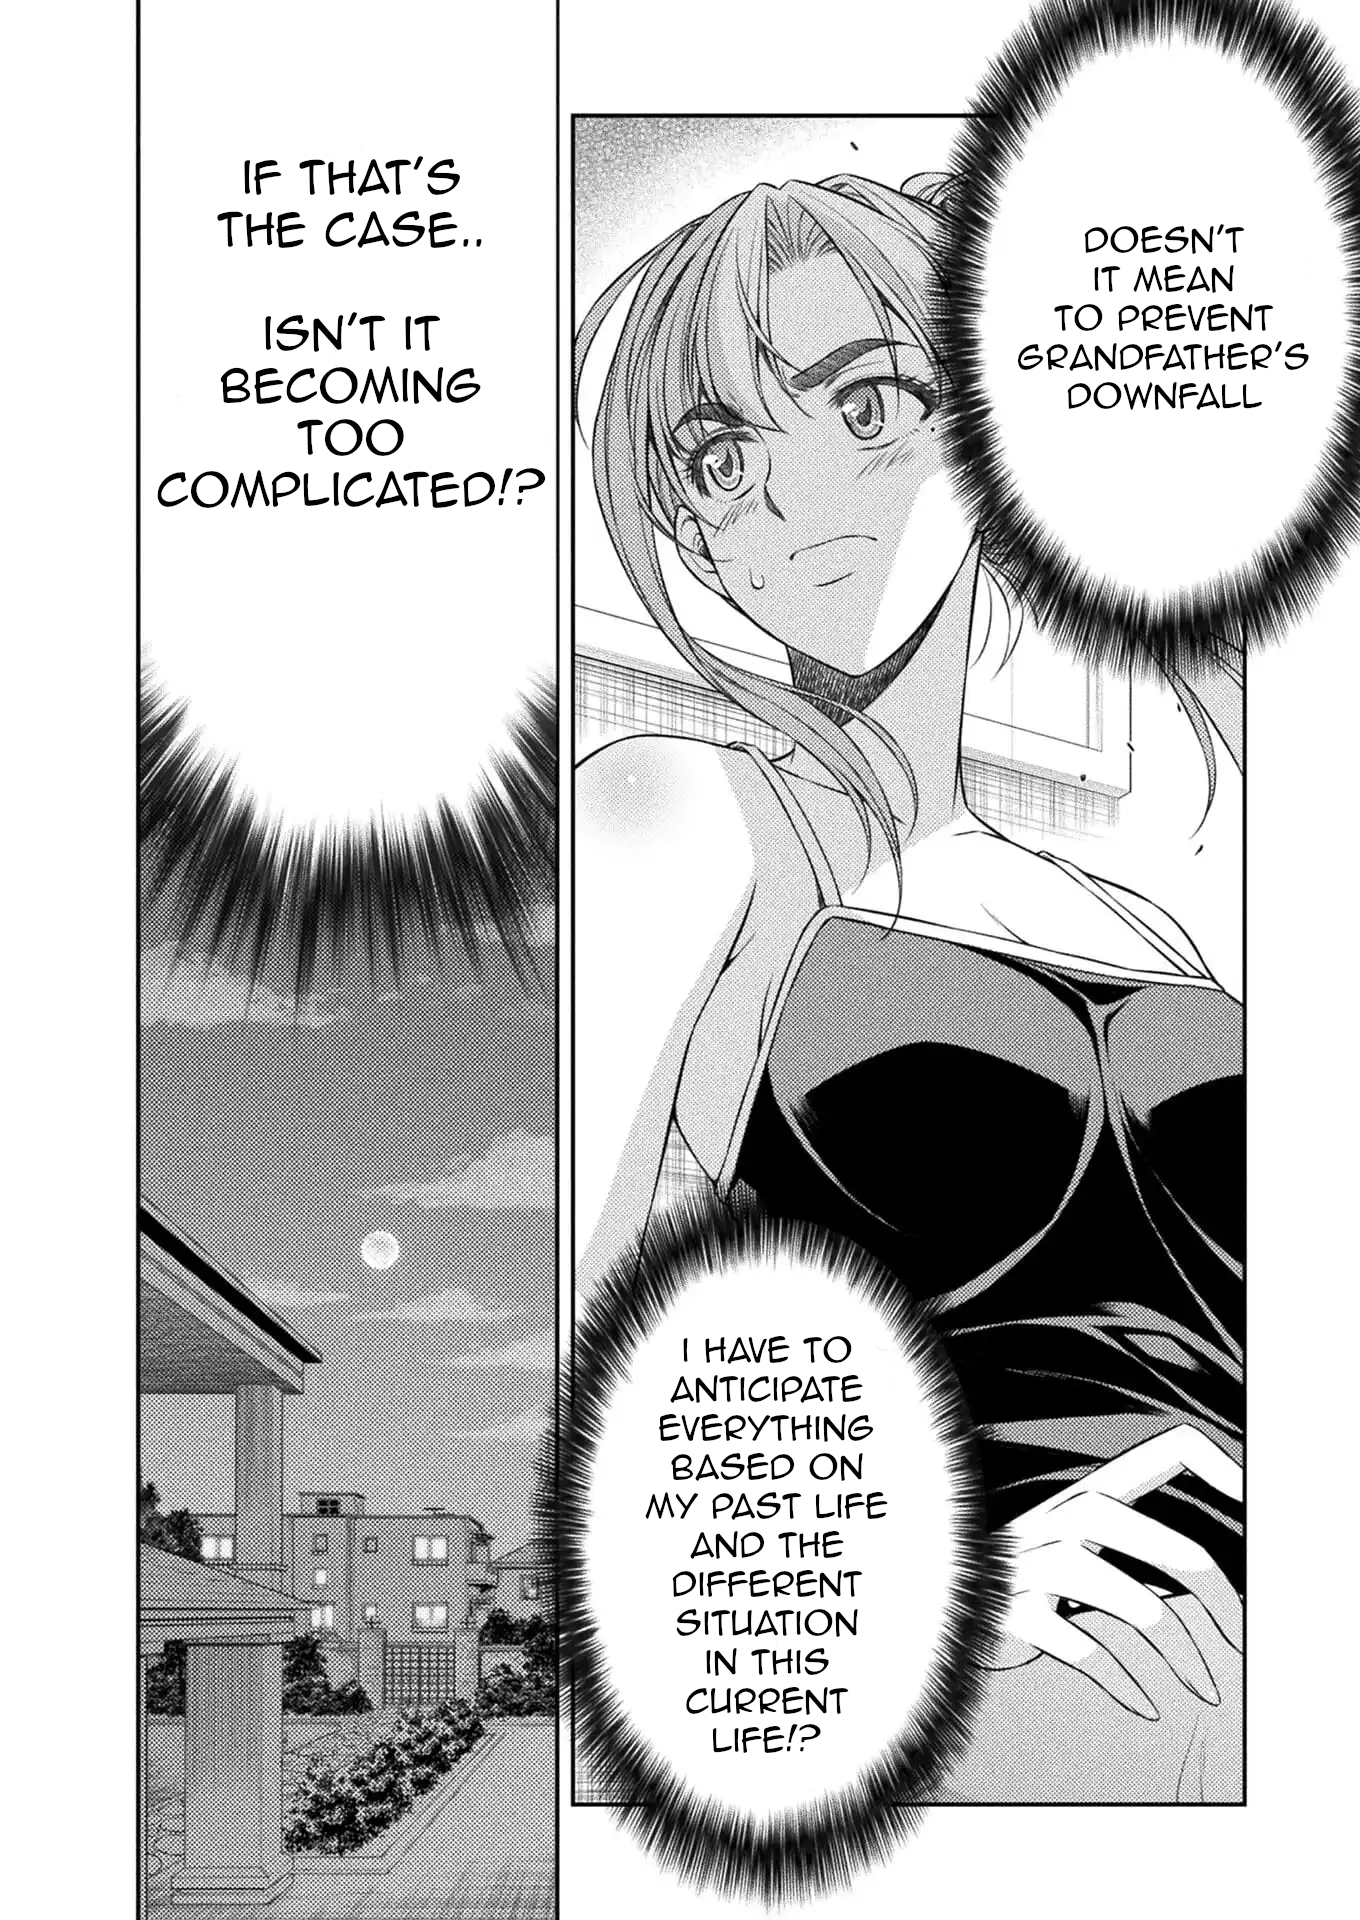 DOESN'T
IT MEAN
TO PREVENT
GRANDFATHER'S
DOWNFALL
I HAVE TO
ANTICIPATE
EVERYTHING
BASED ON
MY PAST LIFE
AND THE
DIFFERENT
SITUATION
IN THIS
CURRENT
LIFE!?
IF THAT'S
THE CASE..
ISN'T IT
BECOMING
TOO
COMPLICATED!?